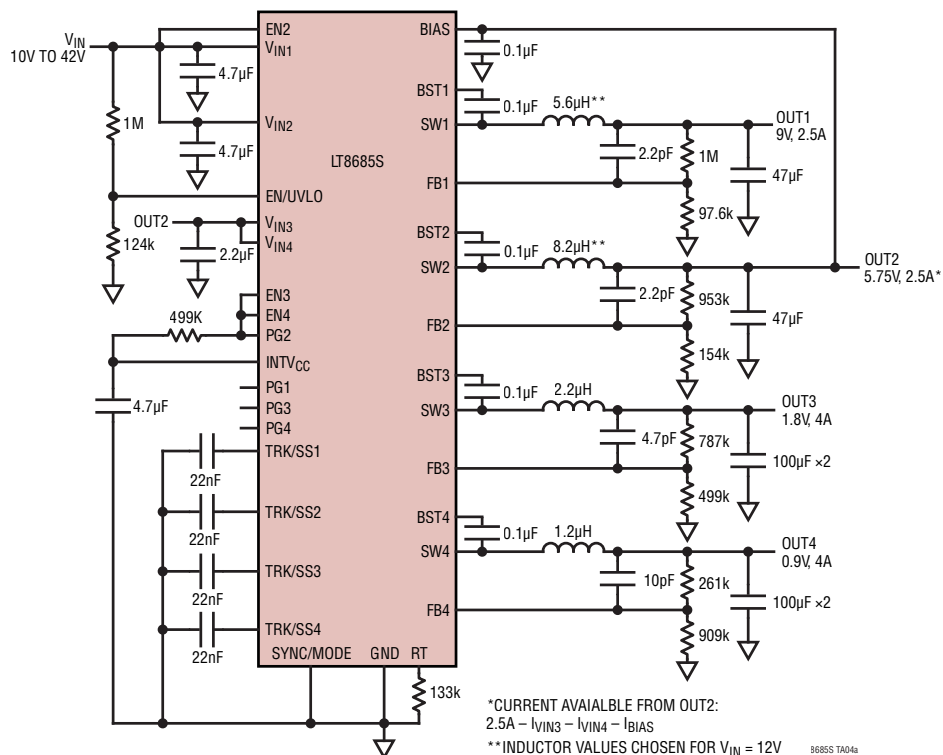 V_IN
10V TO 42V
4.7µF
4.7µF
1M
124k
OUT2
2.2µF
499K
4.7µF
22nF
22nF
22nF
22nF
EN2
V_IN1
V_IN2
EN/UVLO
V_IN3
V_IN4
EN3
EN4
PG2
INTV_CC
PG1
PG3
PG4
TRK/SS1
TRK/SS2
TRK/SS3
TRK/SS4
SYNC/MODE GND RT
133k
LT8685S
BIAS
0.1µF
BST1
0.1µF
5.6µH**
SW1
OUT1
9V, 2.5A
2.2pF
1M
47µF
FB1
97.6k
BST2
0.1µF
8.2µH**
SW2
OUT2
5.75V, 2.5A*
2.2pF
953k
47µF
FB2
154k
BST3
0.1µF
2.2µH
SW3
OUT3
1.8V, 4A
4.7pF
787k
100µF ×2
FB3
499k
BST4
0.1µF
1.2µH
SW4
OUT4
0.9V, 4A
10pF
261k
100µF ×2
FB4
909k
*CURRENT AVAIALBLE FROM OUT2:
2.5A – I_VIN3 – I_VIN4 – I_BIAS
**INDUCTOR VALUES CHOSEN FOR V_IN = 12V
8685S TA04a